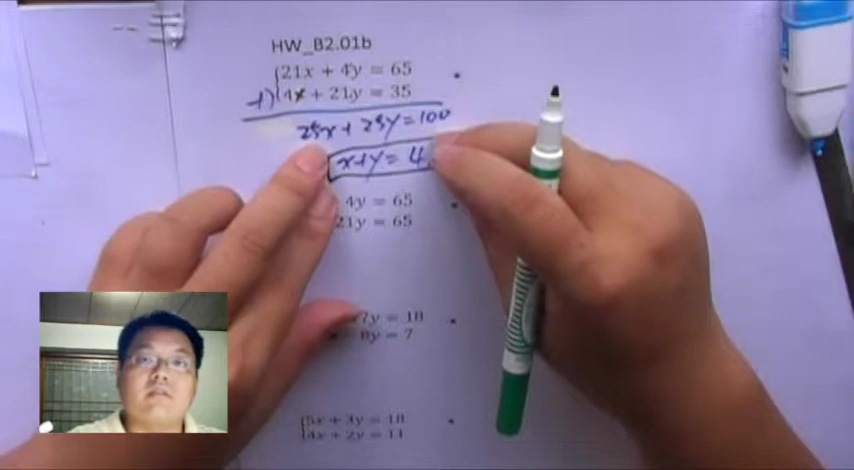 HW_B2.01b
21x + 4y = 65
+) 4x + 21y = 35
25x + 25y = 100
x+y = 4
4y = 65
21y = 65
7y = 18
8y = 7
5x + 3y = 18
4x + 2y = 11